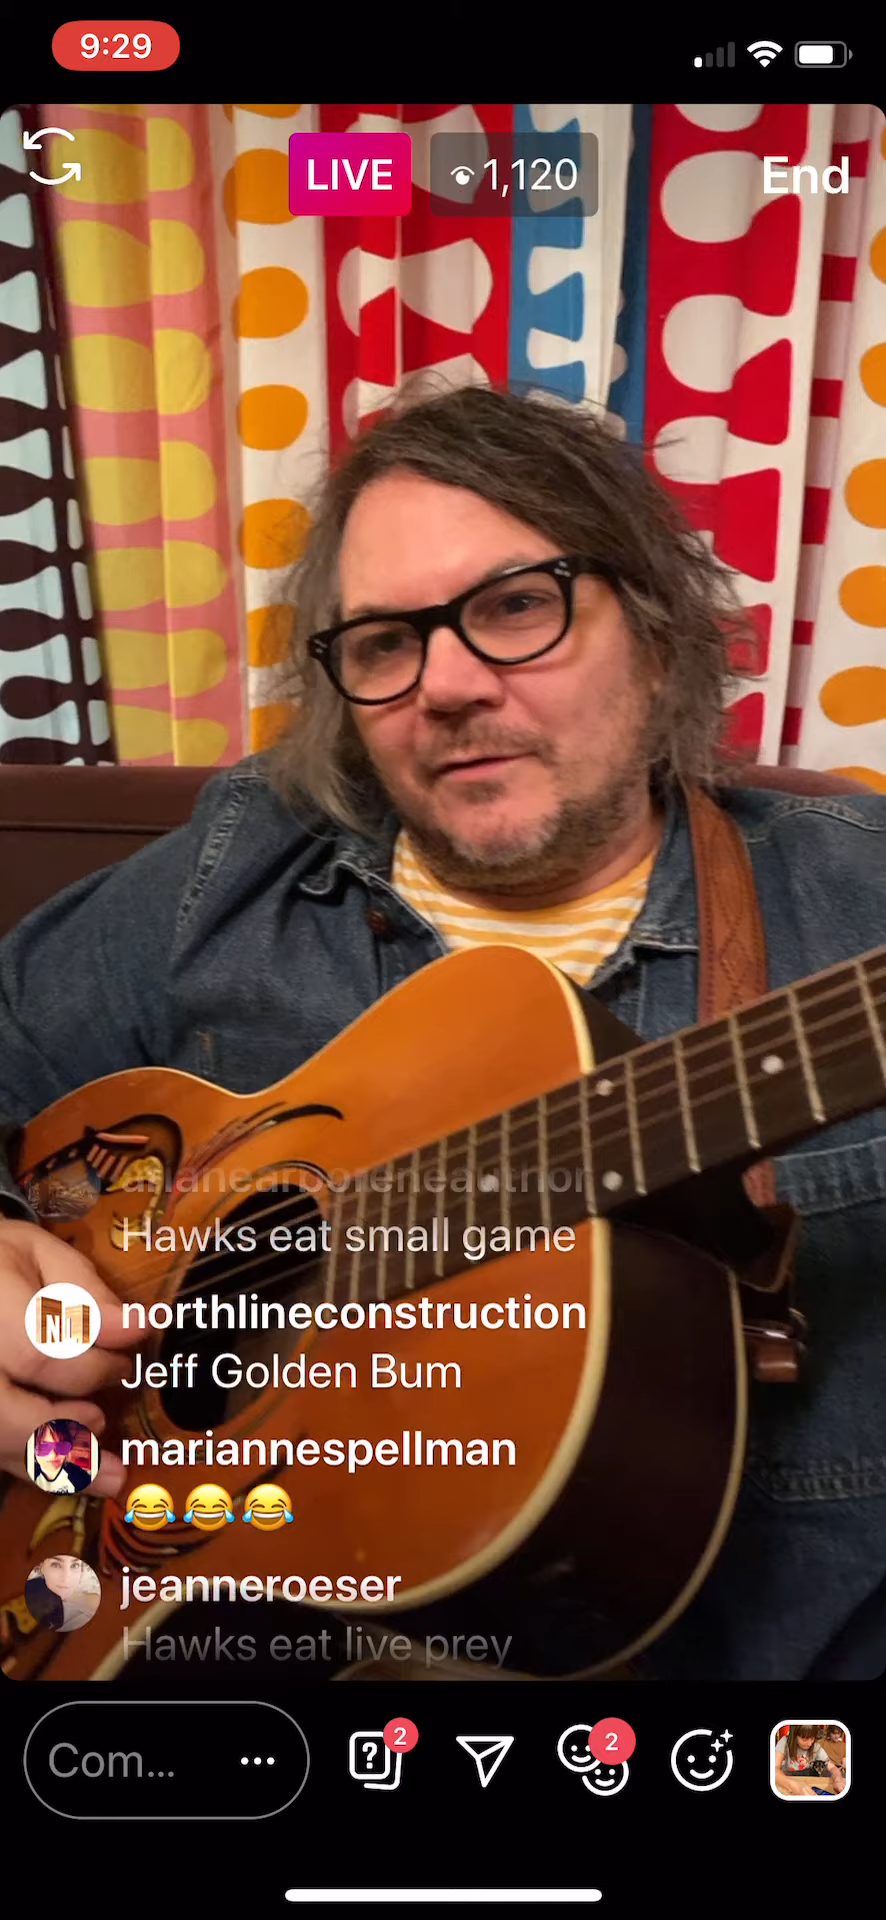 9:29
LIVE
1,120
End
arianearboreneauthor
Hawks eat small game
northlineconstruction
Jeff Golden Bum
mariannespellman
😂😂😂
jeanneroeser
Hawks eat live prey
Com...
...
2
2